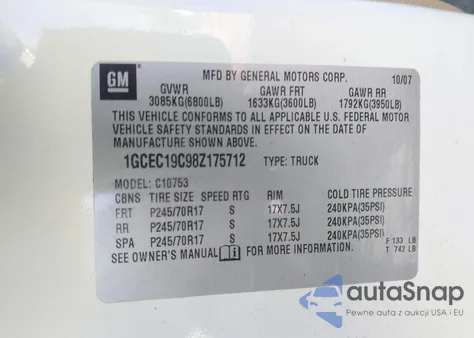 GM
MFD BY GENERAL MOTORS CORP. 10/07
GVWR GAWR FRT GAWR RR
3085KG(6800LB) 1633KG(3600LB) 1792KG(3950LB)
THIS VEHICLE CONFORMS TO ALL APPLICABLE U.S. FEDERAL MOTOR
VEHICLE SAFETY STANDARDS IN EFFECT ON THE DATE OF
MANUFACTURE SHOWN ABOVE.
1GCEC19C98Z175712 TYPE: TRUCK
MODEL: C10753
CBNS TIRE SIZE SPEED RTG RIM COLD TIRE PRESSURE
FRT P245/70R17 S 17X7.5J 240KPA(35PSI)
RR P245/70R17 S 17X7.5J 240KPA(35PSI)
SPA P245/70R17 S 17X7.5J 240KPA(35PSI)
SEE OWNER'S MANUAL FOR MORE INFORMATION.
F 133 LB
T 742 LB
autoSnap
Pewne auta z aukcji USA i EU